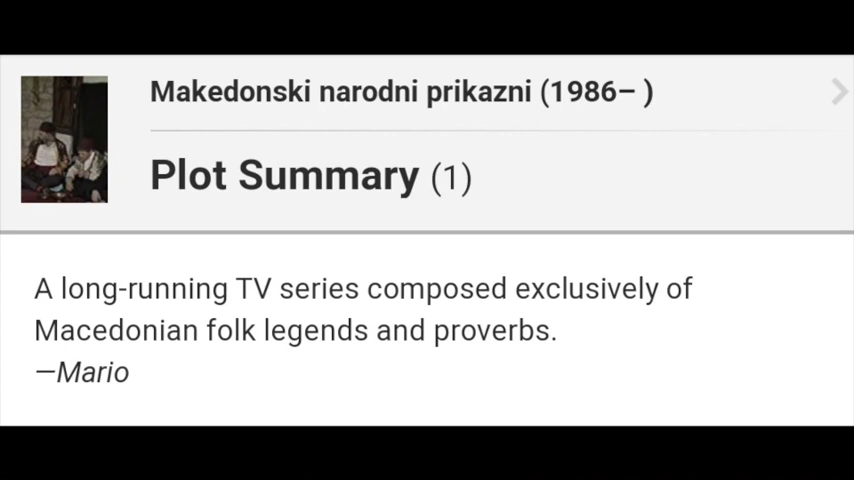 Makedonski narodni prikazni (1986– )
Plot Summary (1)
A long-running TV series composed exclusively of
Macedonian folk legends and proverbs.
—Mario